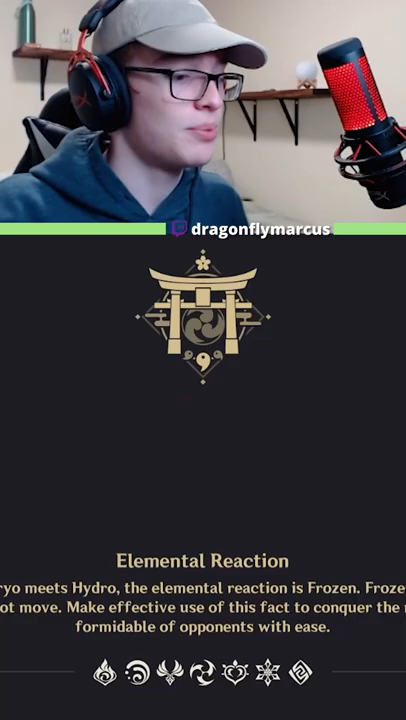 dragonflymarcus
Elemental Reaction
ryo meets Hydro, the elemental reaction is Frozen. Froze
ot move. Make effective use of this fact to conquer the
formidable of opponents with ease.